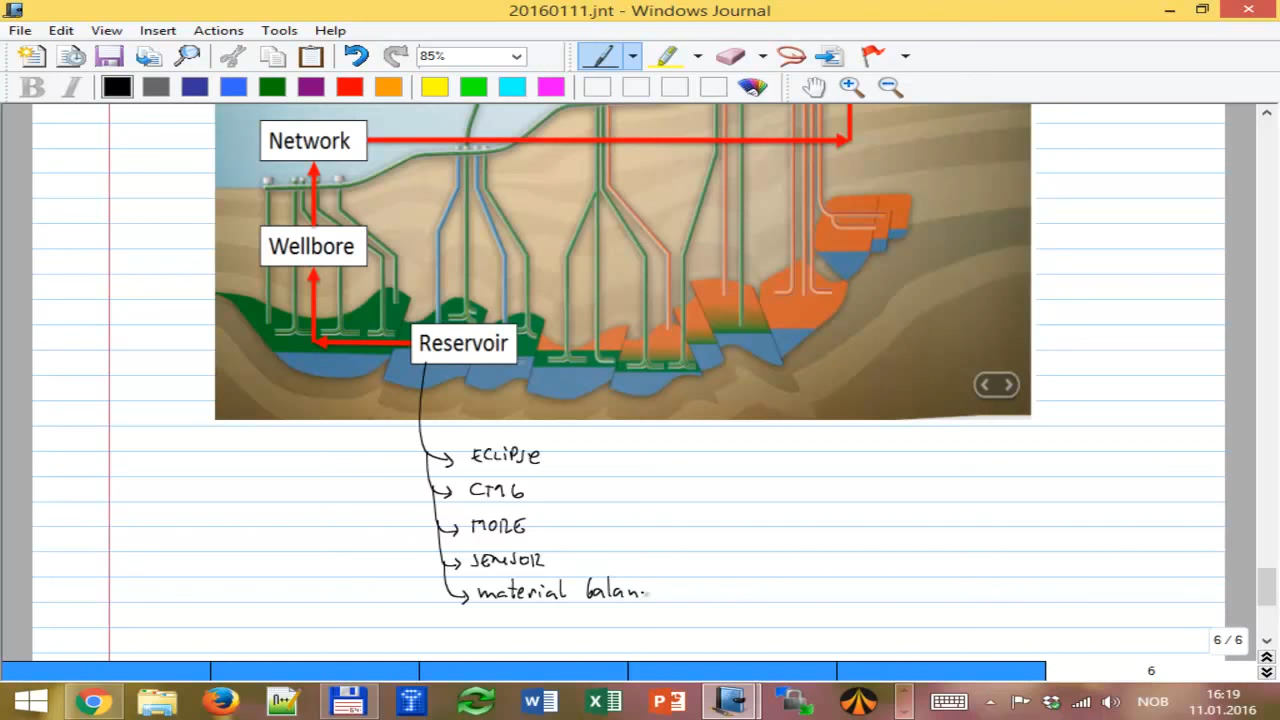 20160111.jnt - Windows Journal
File Edit View Insert Actions Tools Help
85%
B I
Network
Wellbore
Reservoir
ECLIPSE
CMG
MORE
SENSOR
material balan
6 / 6
6
NOB
16:19
11.01.2016